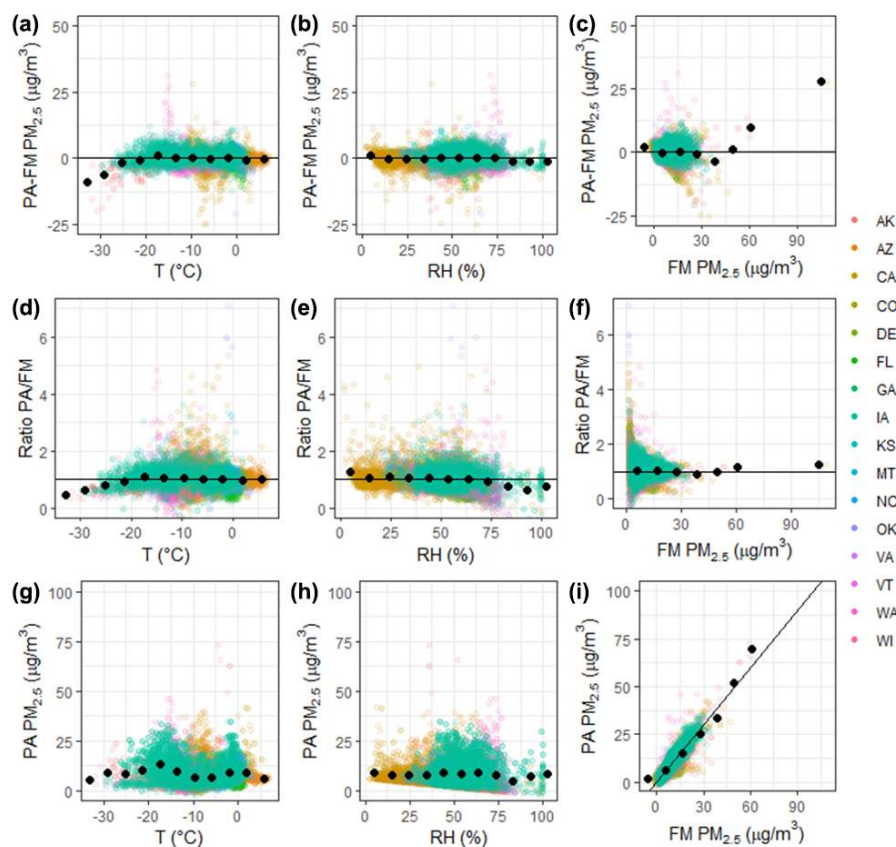 (a)
PA-FM PM2.5 (µg/m³)
50
25
0
-25
-30 -20 -10 0
T (°C)
(b)
PA-FM PM2.5 (µg/m³)
50
25
0
-25
0 25 50 75 100
RH (%)
(c)
PA-FM PM2.5 (µg/m³)
50
25
0
-25
0 30 60 90
FM PM2.5 (µg/m³)
(d)
Ratio PA/FM
6
4
2
0
-30 -20 -10 0
T (°C)
(e)
Ratio PA/FM
6
4
2
0
0 25 50 75 100
RH (%)
(f)
Ratio PA/FM
6
4
2
0
0 30 60 90
FM PM2.5 (µg/m³)
(g)
PA PM2.5 (µg/m³)
100
75
50
25
0
-30 -20 -10 0
T (°C)
(h)
PA PM2.5 (µg/m³)
100
75
50
25
0
0 25 50 75 100
RH (%)
(i)
PA PM2.5 (µg/m³)
100
75
50
25
0
0 30 60 90
FM PM2.5 (µg/m³)
AK
AZ
CA
CO
DE
FL
GA
IA
KS
MT
NC
OK
VA
VT
WA
WI